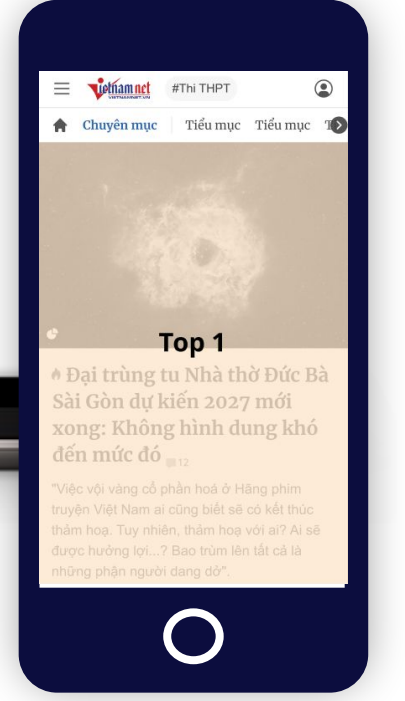 vietnamnet
VIETNAMNET.VN
#Thi THPT
Chuyên mục
Tiểu mục
Tiểu mục
Top 1
Đại trùng tu Nhà thờ Đức Bà
Sài Gòn dự kiến 2027 mới
xong: Không hình dung khó
đến mức đó 12
"Việc vội vàng cổ phần hoá ở Hãng phim
truyện Việt Nam ai cũng biết sẽ có kết thúc
thảm hoạ. Tuy nhiên, thảm hoạ với ai? Ai sẽ
được hưởng lợi...? Bao trùm lên tất cả là
những phận người dang dở".